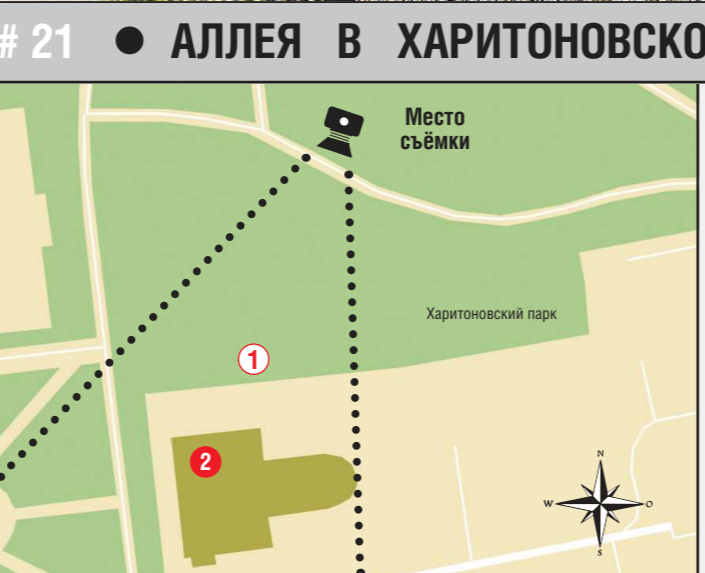 # 21 ● АЛЛЕЯ В ХАРИТОНОВСКО
Место
съёмки
Харитоновский парк
1
2
N
W O
S